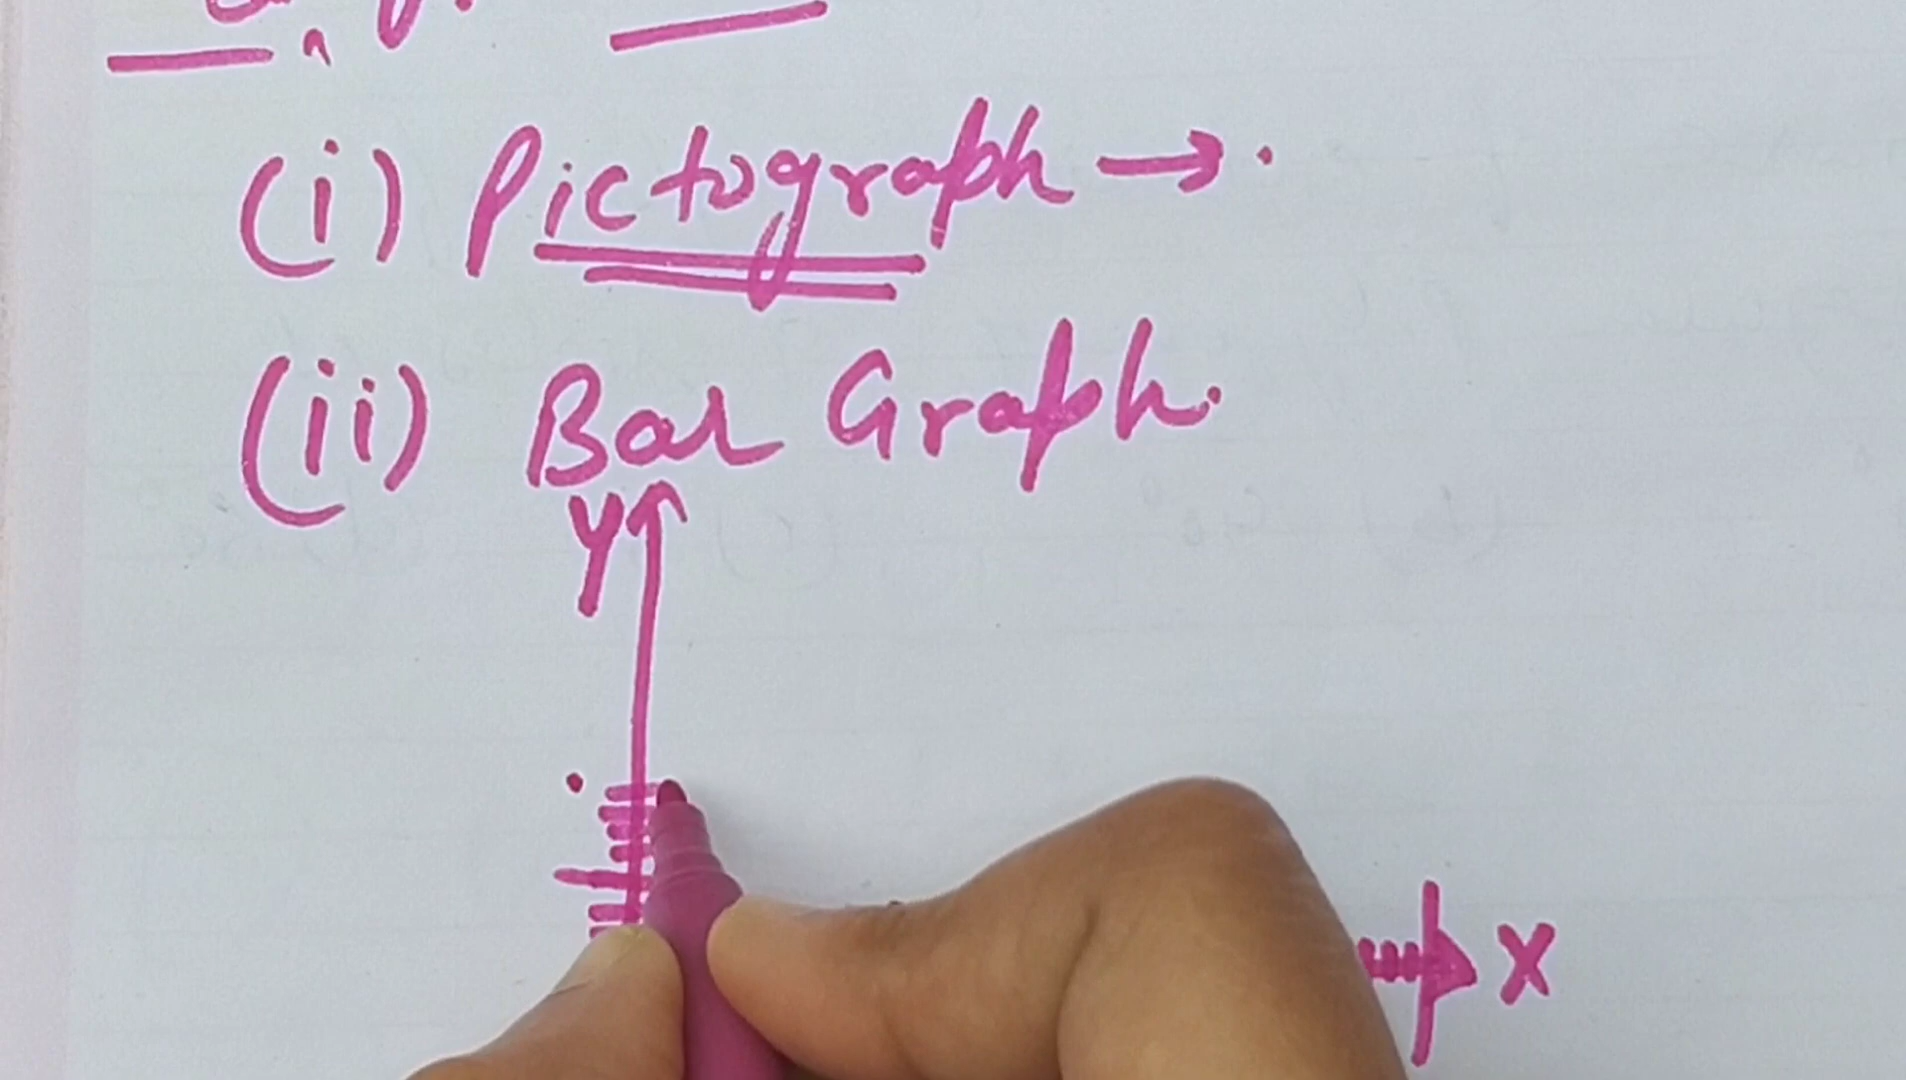 (i) Pictograph →.
(ii) Bar Graph.
Y
X